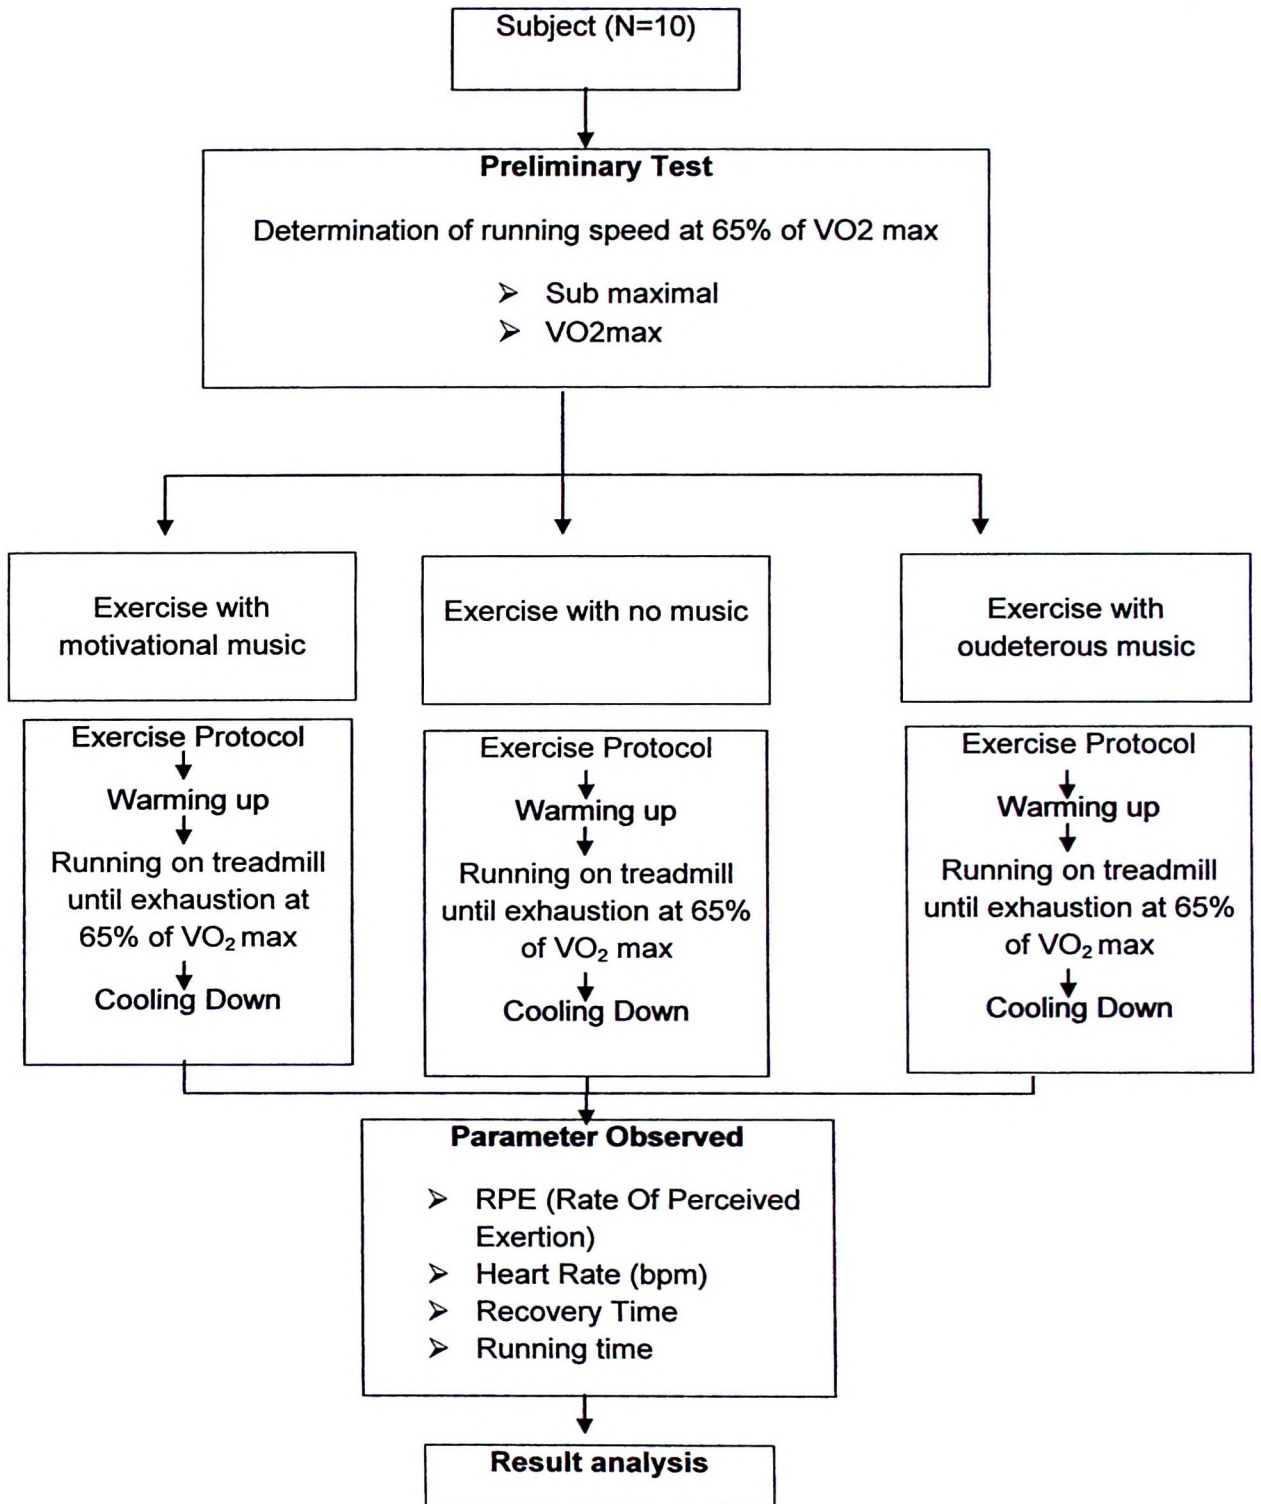 Subject (N=10)
Preliminary Test
Determination of running speed at 65% of VO2 max
➢ Sub maximal
➢ VO2max
Exercise with
motivational music
Exercise with no music
Exercise with
oudeterous music
Exercise Protocol
Warming up
Running on treadmill
until exhaustion at
65% of VO₂ max
Cooling Down
Exercise Protocol
Warming up
Running on treadmill
until exhaustion at 65%
of VO₂ max
Cooling Down
Exercise Protocol
Warming up
Running on treadmill
until exhaustion at 65%
of VO₂ max
Cooling Down
Parameter Observed
➢ RPE (Rate Of Perceived
Exertion)
➢ Heart Rate (bpm)
➢ Recovery Time
➢ Running time
Result analysis